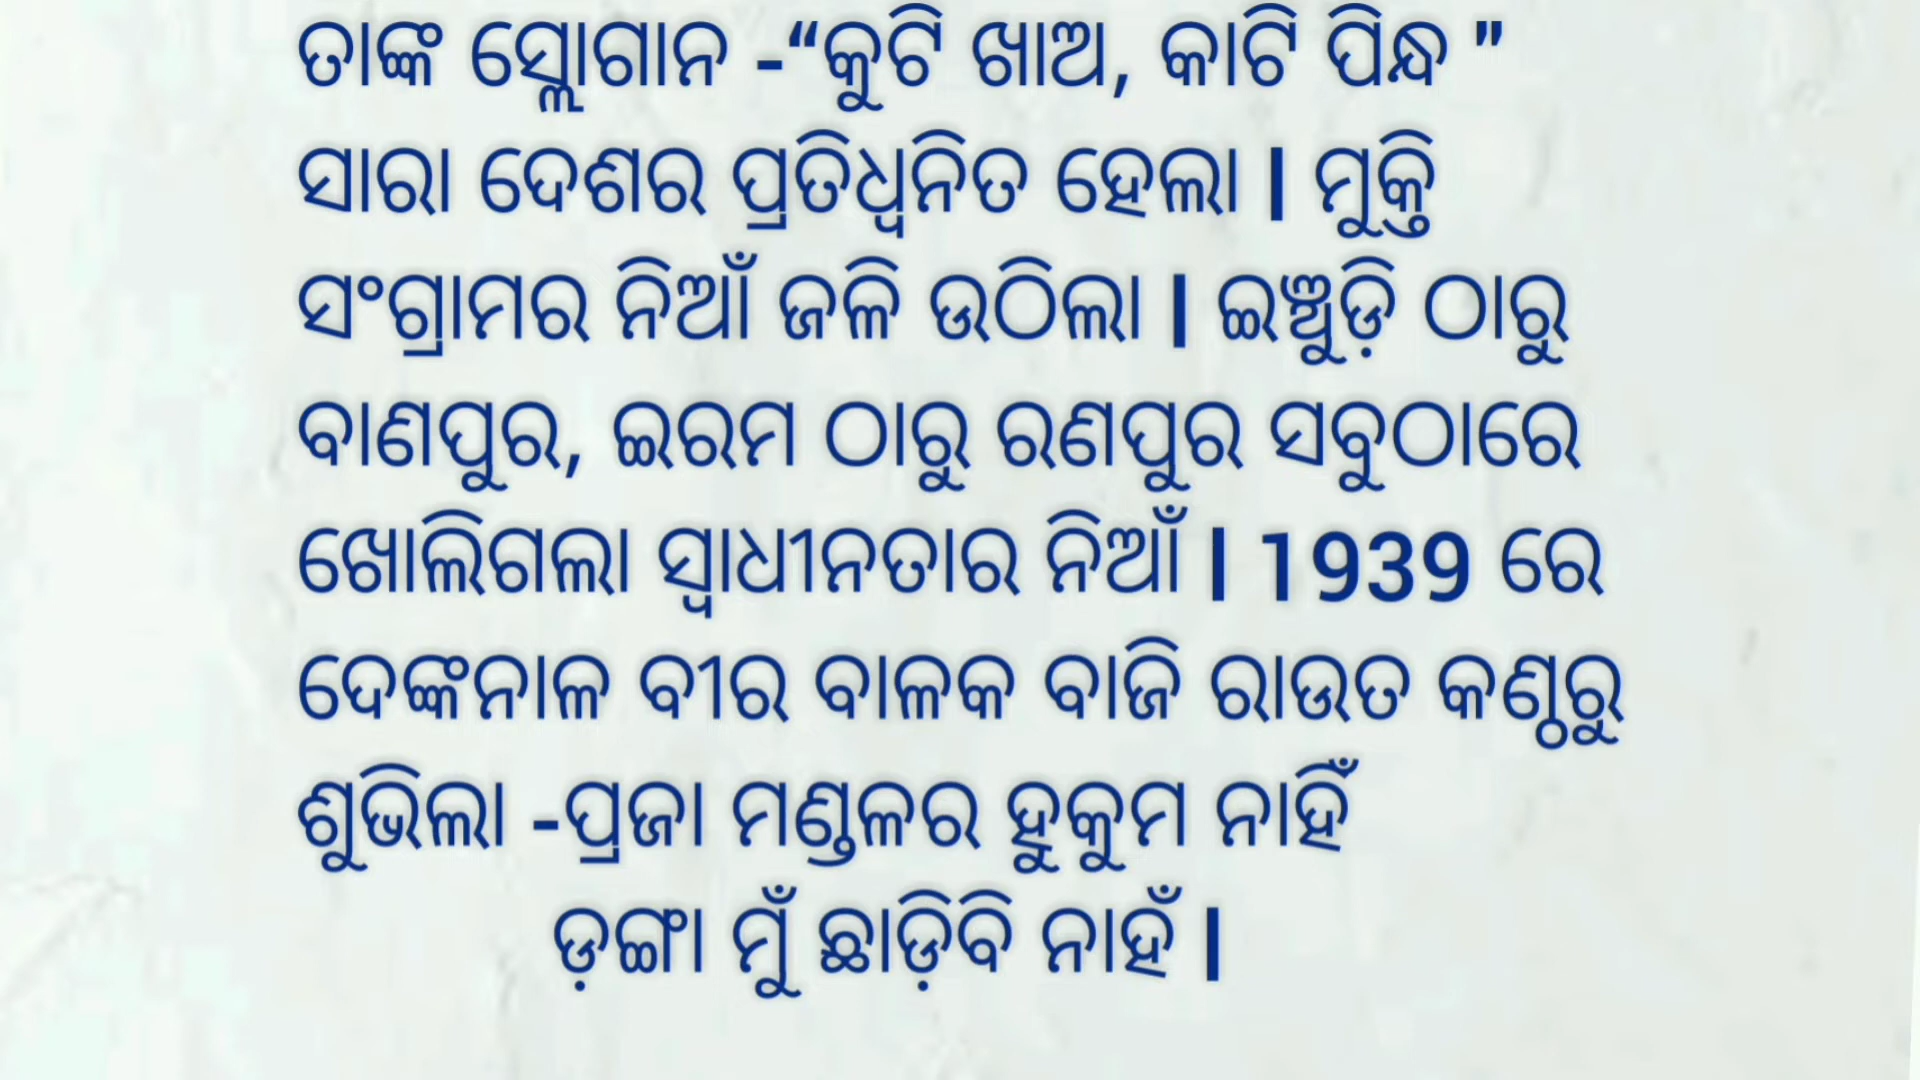 ତାଙ୍କ ସ୍ଲୋଗାନ -“କୁଟି ଖାଅ, କାଟି ପିନ୍ଧ "
ସାରା ଦେଶର ପ୍ରତିଧ୍ୱନିତ ହେଲା | ମୁକ୍ତି
ସଂଗ୍ରାମର ନିଆଁ ଜଳି ଉଠିଲା | ଇଞ୍ଚୁଡ଼ି ଠାରୁ
ବାଣପୁର, ଇରମ ଠାରୁ ରଣପୁର ସବୁଠାରେ
ଖୋଲିଗଲା ସ୍ୱାଧୀନତାର ନିଆଁ | 1939 ରେ
ଦେଙ୍କନାଳ ବୀର ବାଳକ ବାଜି ରାଉତ କଣ୍ଠରୁ
ଶୁଭିଲା -ପ୍ରଜା ମଣ୍ଡଳର ହୁକୁମ ନାହିଁ
ଡ଼ଙ୍ଗା ମୁଁ ଛାଡ଼ିବି ନାହଁ |